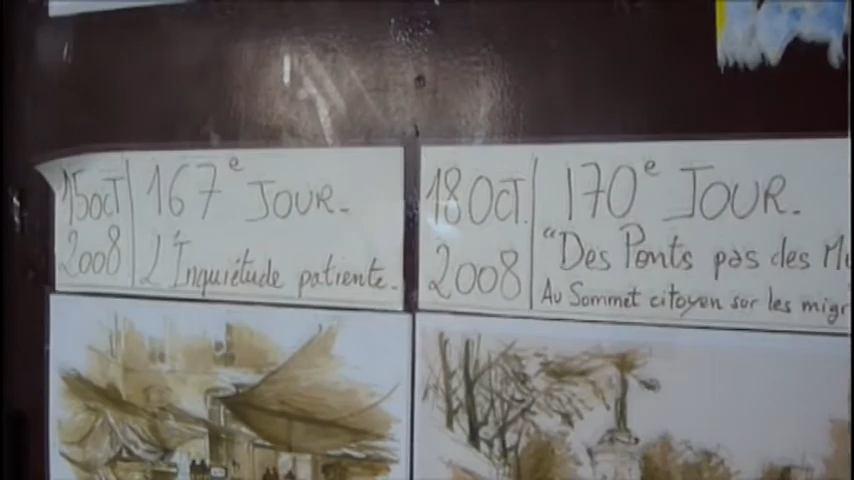 15 OCT 2008
167e JOUR.
L'Inquiétude patiente.
18 OCT. 2008
170e JOUR.
"Des Ponts pas des
Au Sommet citoyen sur les